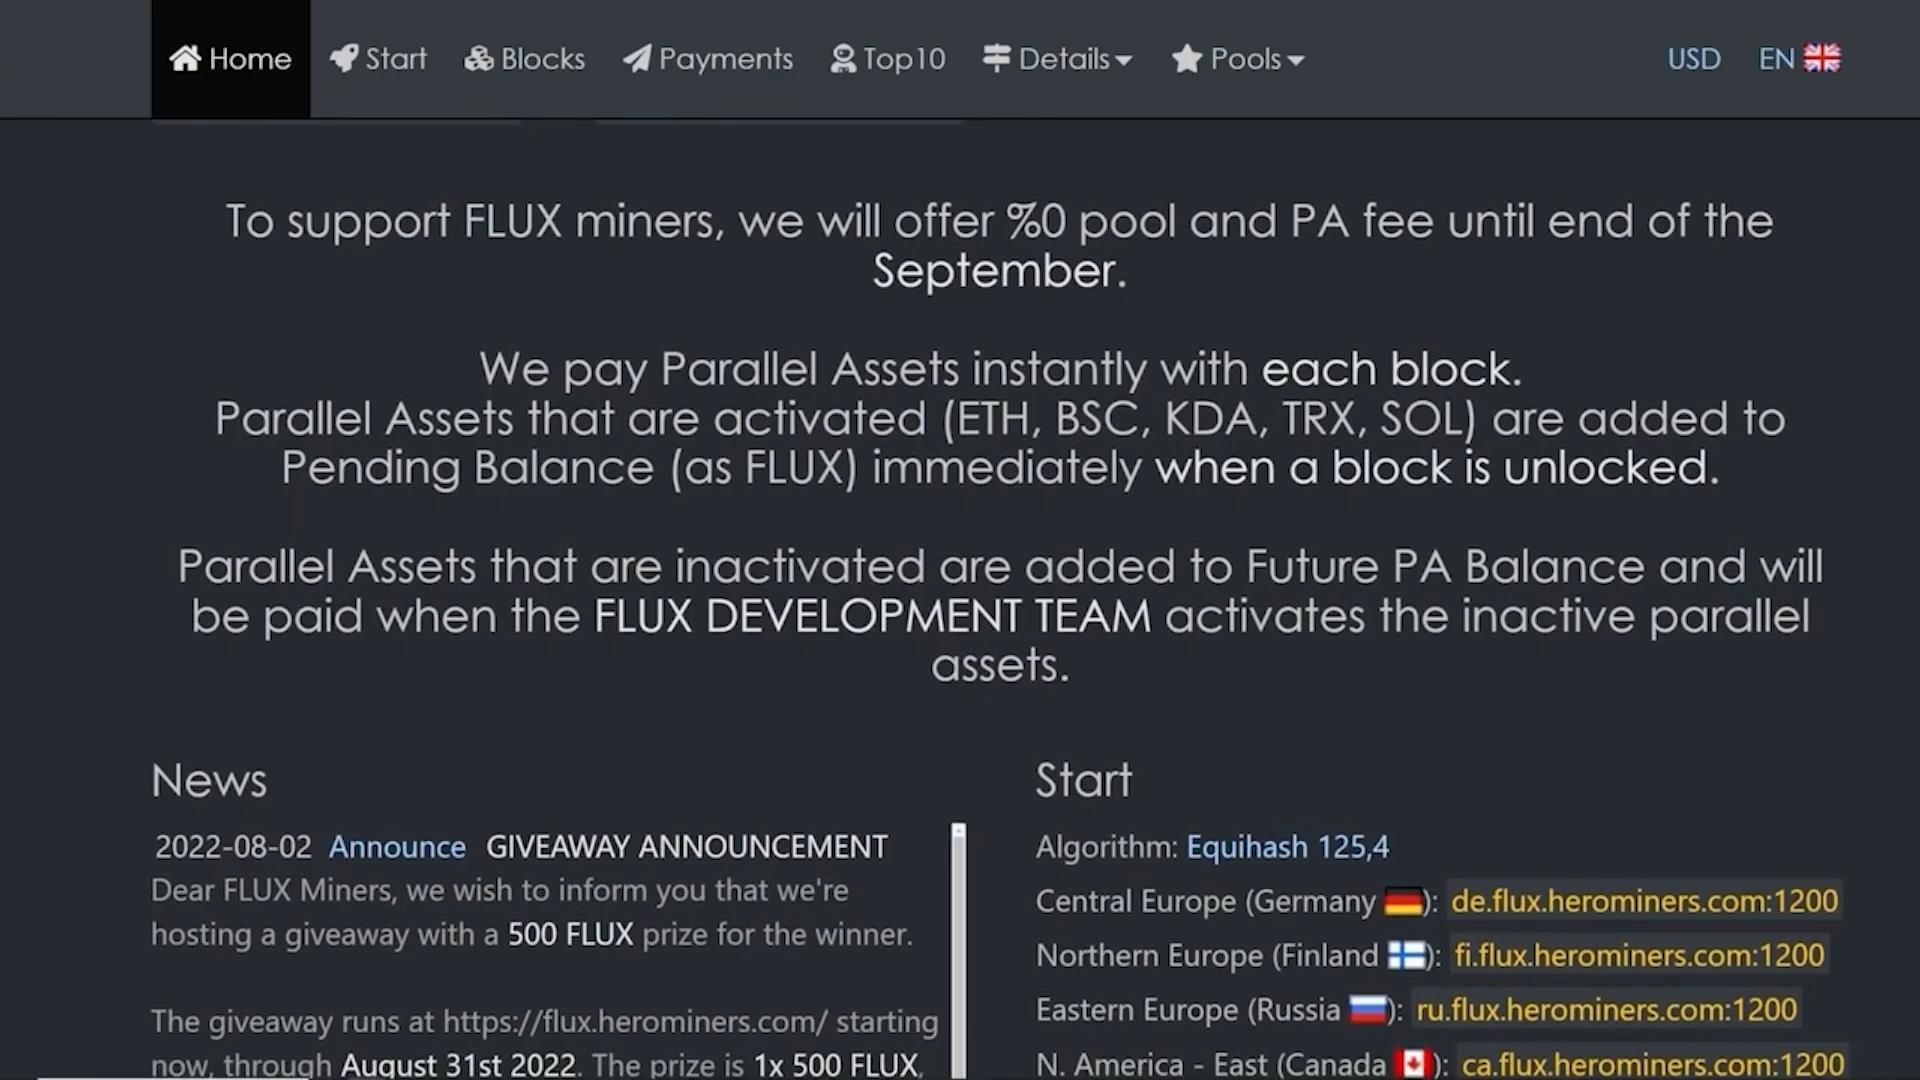 Home Start Blocks Payments Top10 Details Pools USD EN
To support FLUX miners, we will offer %0 pool and PA fee until end of the
September.
We pay Parallel Assets instantly with each block.
Parallel Assets that are activated (ETH, BSC, KDA, TRX, SOL) are added to
Pending Balance (as FLUX) immediately when a block is unlocked.
Parallel Assets that are inactivated are added to Future PA Balance and will
be paid when the FLUX DEVELOPMENT TEAM activates the inactive parallel
assets.
News
2022-08-02 Announce GIVEAWAY ANNOUNCEMENT
Dear FLUX Miners, we wish to inform you that we're
hosting a giveaway with a 500 FLUX prize for the winner.
The giveaway runs at https://flux.herominers.com/ starting
now, through August 31st 2022. The prize is 1x 500 FLUX,
Start
Algorithm: Equihash 125,4
Central Europe (Germany): de.flux.herominers.com:1200
Northern Europe (Finland): fi.flux.herominers.com:1200
Eastern Europe (Russia): ru.flux.herominers.com:1200
N. America - East (Canada): ca.flux.herominers.com:1200